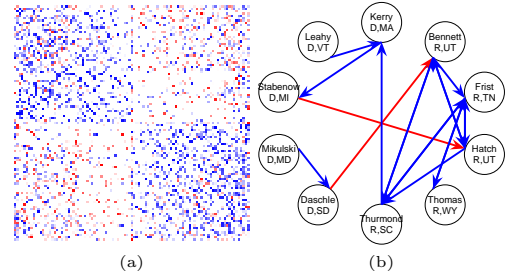 Kerry
D,MA
Leahy
D,VT
Bennett
R,UT
Stabenow
D,MI
Frist
R,TN
Mikulski
D,MD
Hatch
R,UT
Daschle
D,SD
Thurmond
R,SC
Thomas
R,WY
(a)
(b)